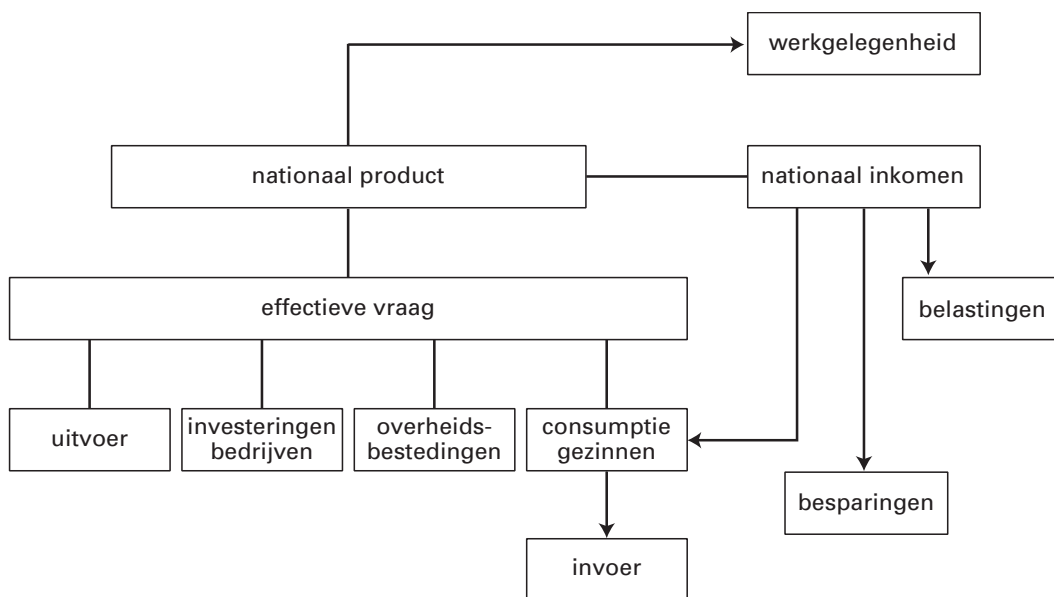 werkgelegenheid
nationaal product
nationaal inkomen
effectieve vraag
belastingen
uitvoer
investeringen
bedrijven
overheids-
bestedingen
consumptie
gezinnen
besparingen
invoer